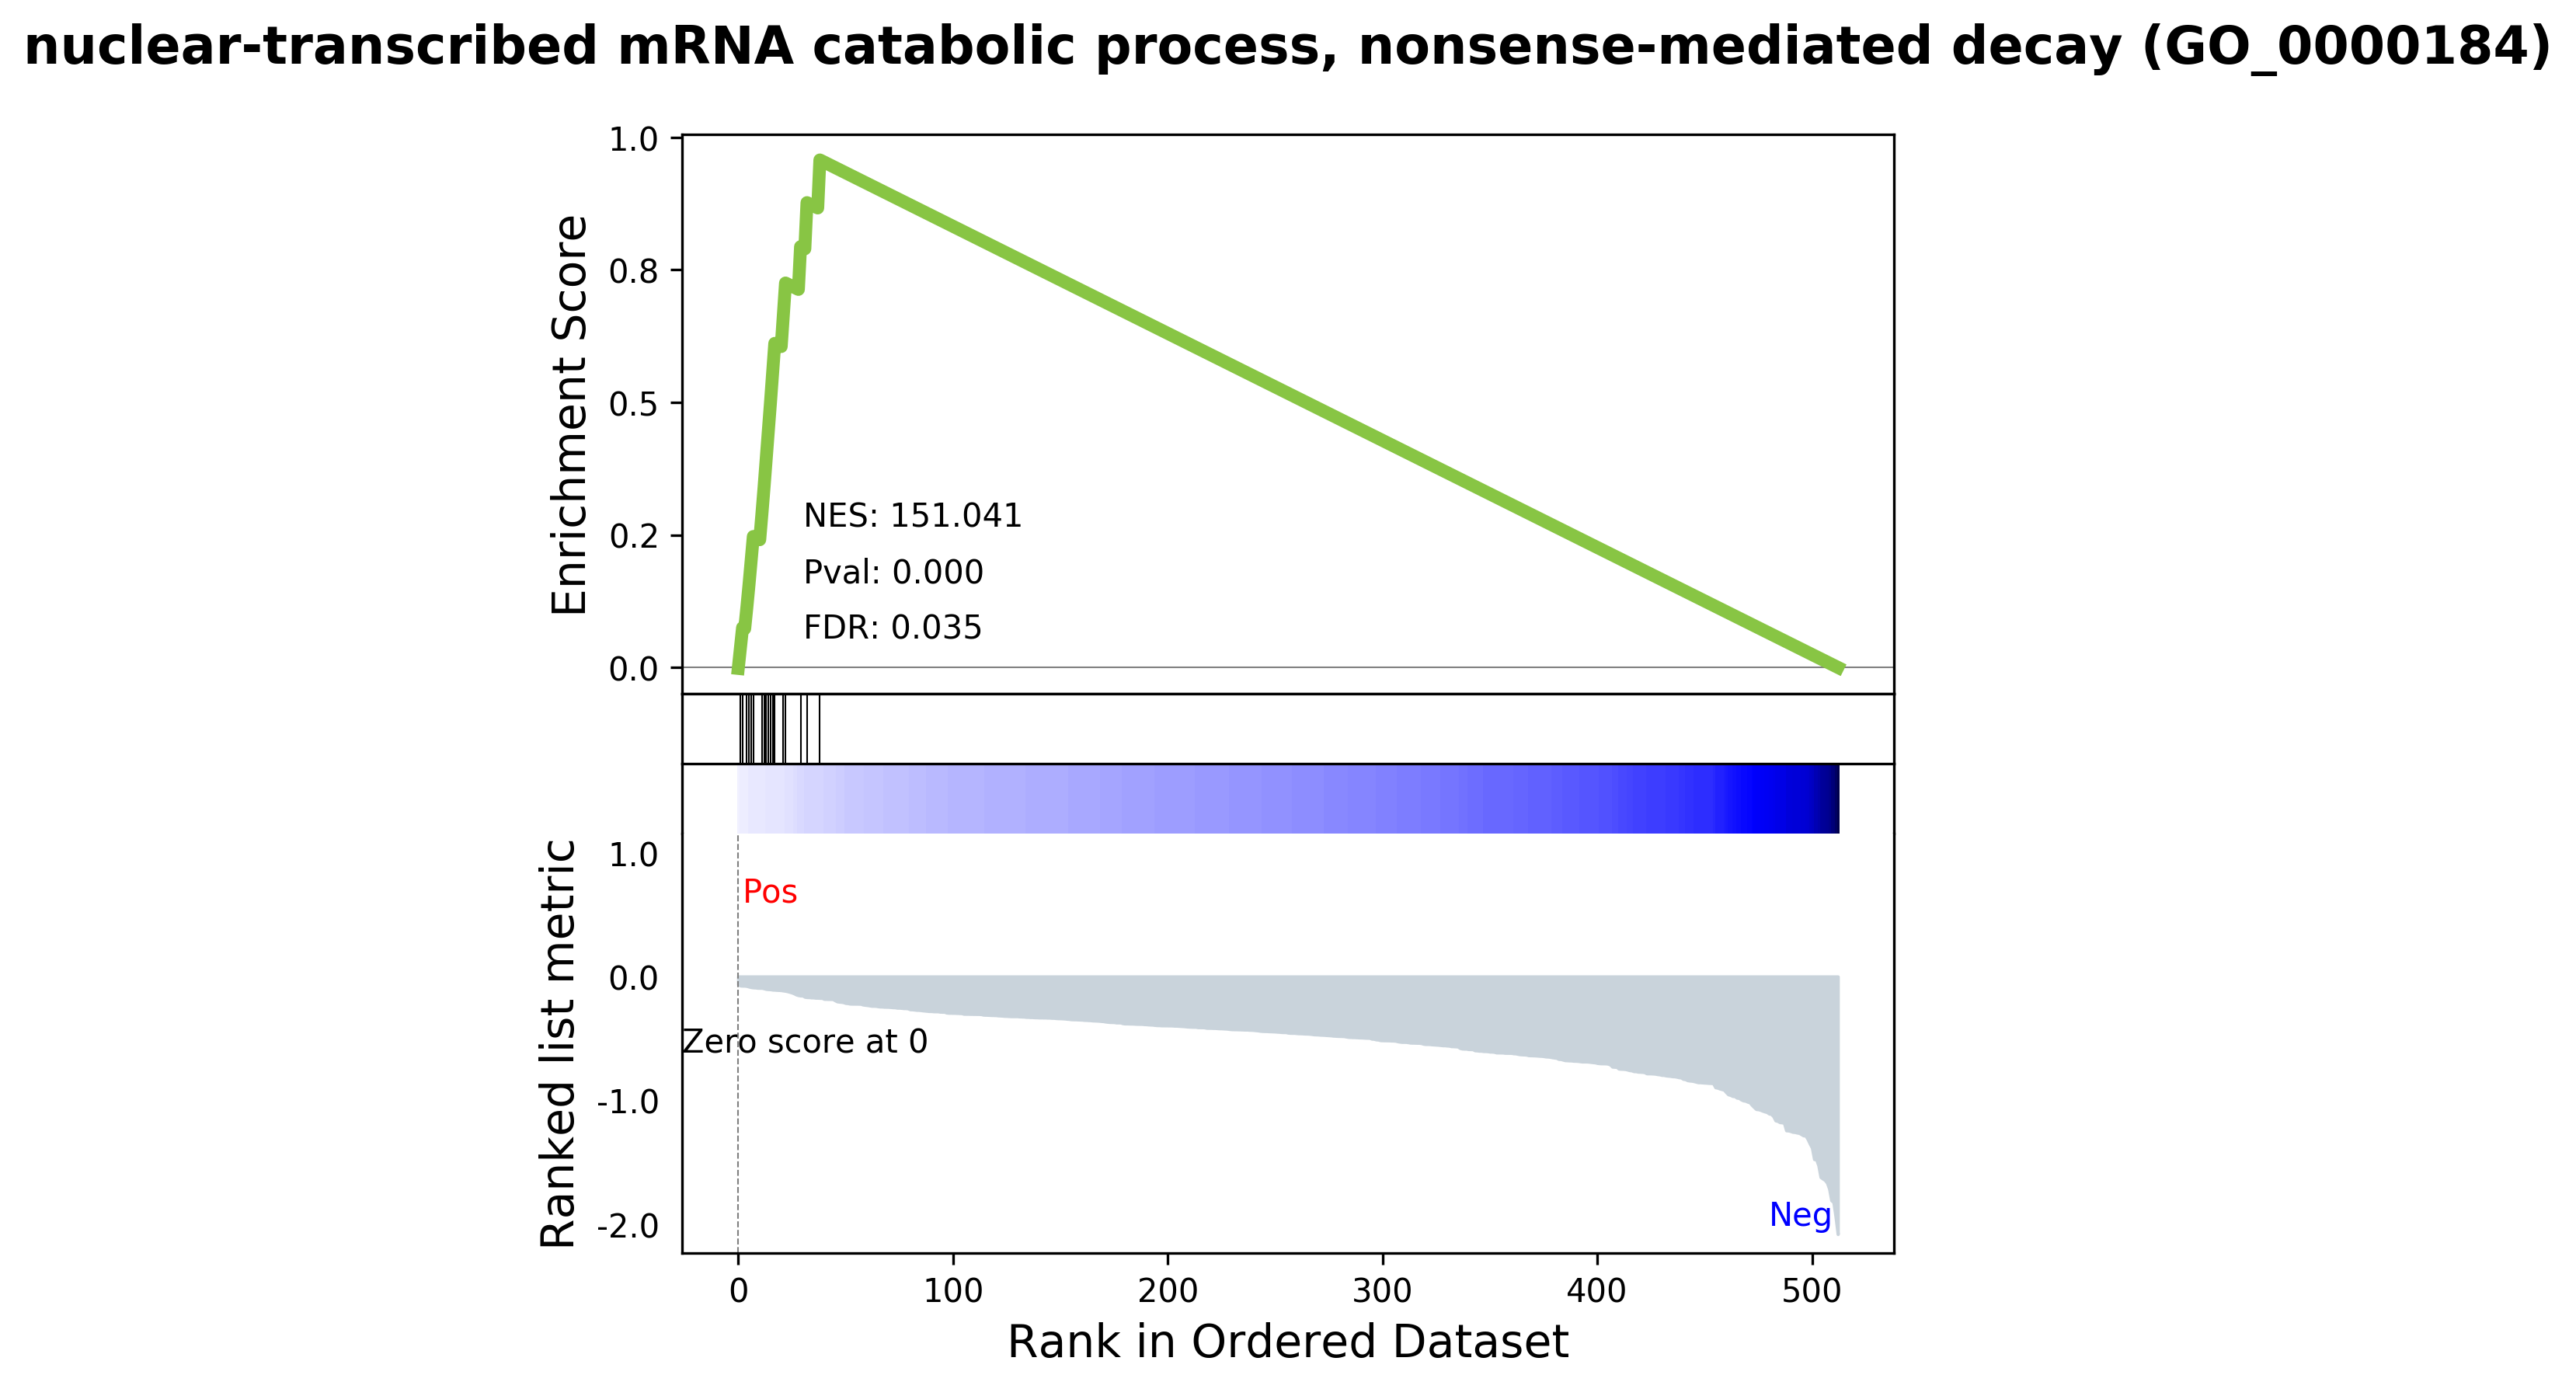 nuclear-transcribed mRNA catabolic process, nonsense-mediated decay (GO_0000184)
1.0
0.8
0.5
0.2
0.0
Enrichment Score
NES: 151.041
Pval: 0.000
FDR: 0.035
1.0
0.0
-1.0
-2.0
Ranked list metric
Pos
Zero score at 0
Neg
0 100 200 300 400 500
Rank in Ordered Dataset